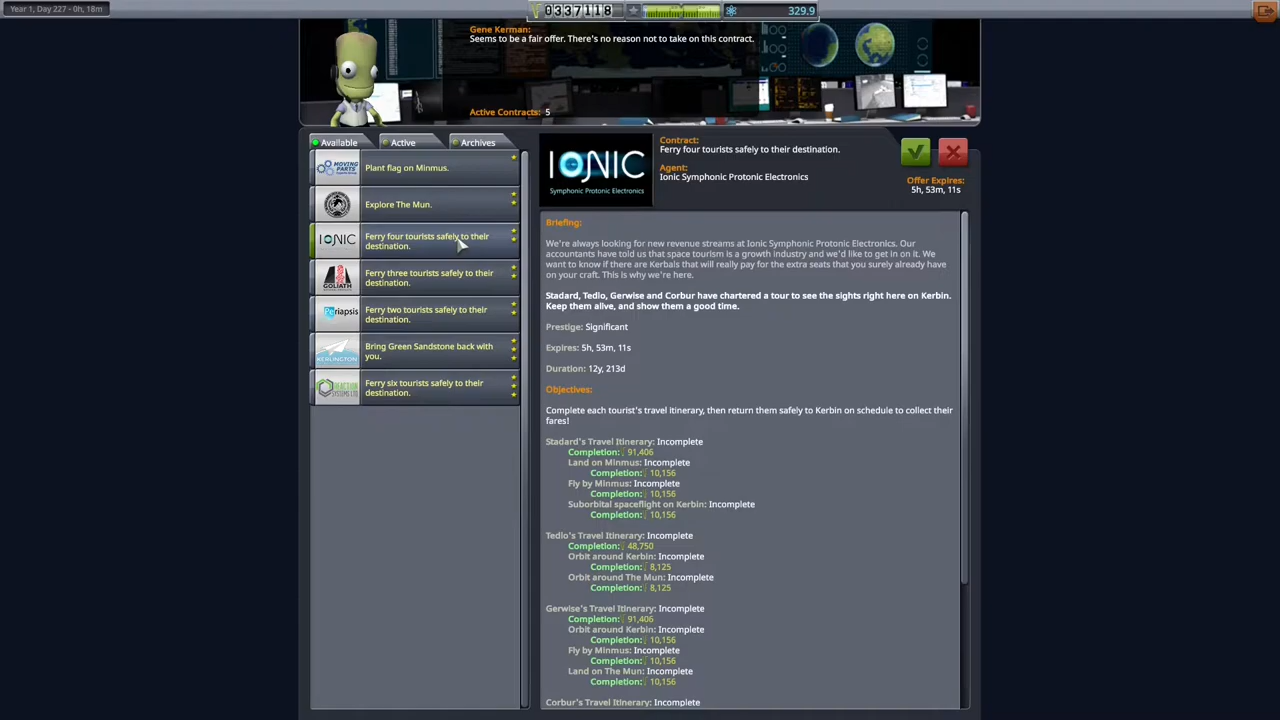 Year 1, Day 227 - 0h, 18m
0337118
329.9
Gene Kerman:
Seems to be a fair offer. There's no reason not to take on this contract.
Active Contracts: 5
Available
Active
Archives
MOVING PARTS
Plant flag on Minmus.
Explore The Mun.
IONIC
Ferry four tourists safely to their
destination.
GOLIATH
Ferry three tourists safely to their
destination.
Periapsis
Ferry two tourists safely to their
destination.
KERLINGTON
Bring Green Sandstone back with
you.
REACTION
SYSTEMS LTD
Ferry six tourists safely to their
destination.
IONIC
Symphonic Protonic Electronics
Contract:
Ferry four tourists safely to their destination.
Agent:
Ionic Symphonic Protonic Electronics
Offer Expires:
5h, 53m, 11s
Briefing:
We're always looking for new revenue streams at Ionic Symphonic Protonic Electronics. Our
accountants have told us that space tourism is a growth industry and we'd like to get in on it. We
want to know if there are Kerbals that will really pay for the extra seats that you surely already have
on your craft. This is why we're here.
Stadard, Tedlo, Gerwise and Corbur have chartered a tour to see the sights right here on Kerbin.
Keep them alive, and show them a good time.
Prestige: Significant
Expires: 5h, 53m, 11s
Duration: 12y, 213d
Objectives:
Complete each tourist's travel itinerary, then return them safely to Kerbin on schedule to collect their
fares!
Stadard's Travel Itinerary: Incomplete
Completion: 91,406
Land on Minmus: Incomplete
Completion: 10,156
Fly by Minmus: Incomplete
Completion: 10,156
Suborbital spaceflight on Kerbin: Incomplete
Completion: 10,156
Tedlo's Travel Itinerary: Incomplete
Completion: 48,750
Orbit around Kerbin: Incomplete
Completion: 8,125
Orbit around The Mun: Incomplete
Completion: 8,125
Gerwise's Travel Itinerary: Incomplete
Completion: 91,406
Orbit around Kerbin: Incomplete
Completion: 10,156
Fly by Minmus: Incomplete
Completion: 10,156
Land on The Mun: Incomplete
Completion: 10,156
Corbur's Travel Itinerary: Incomplete